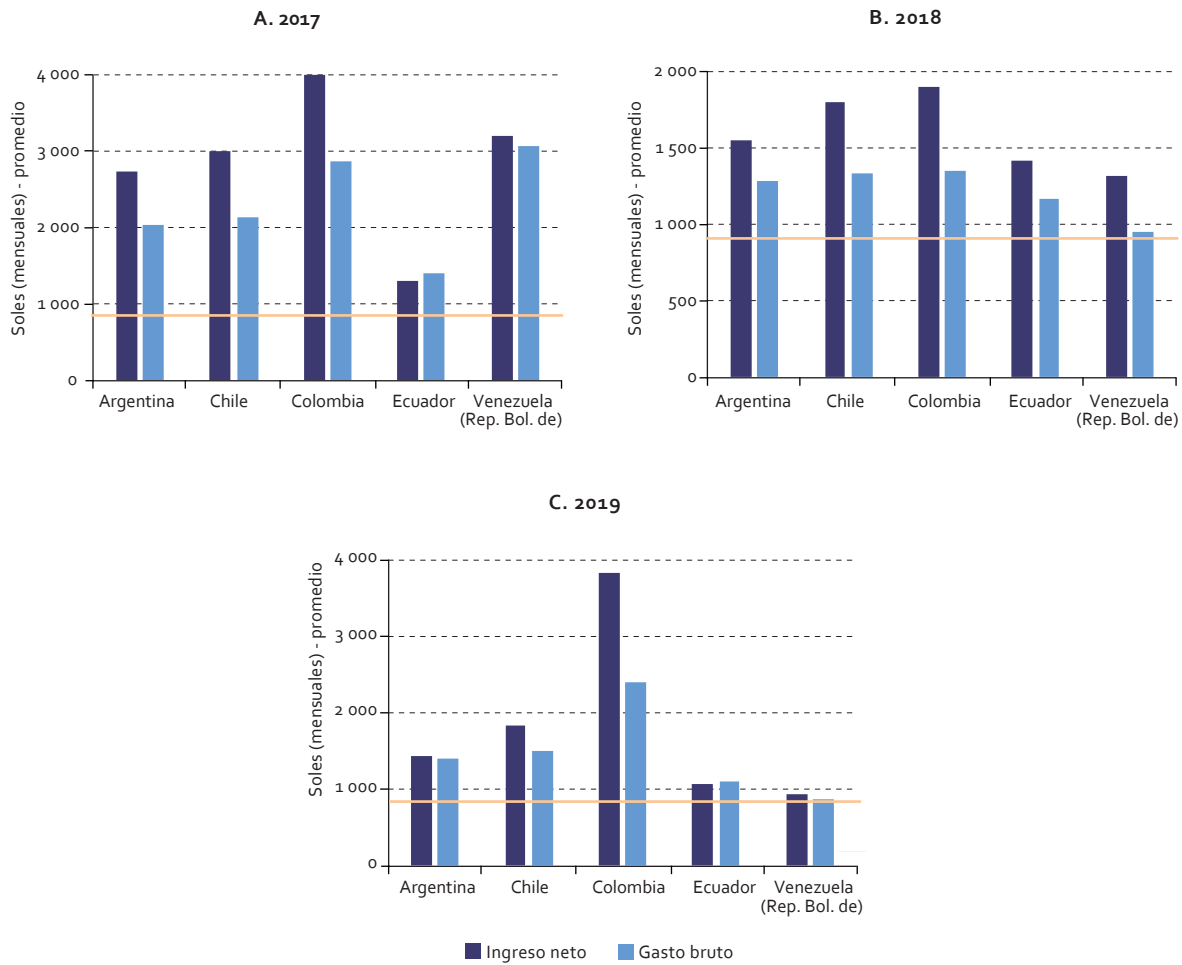 A. 2017
Soles (mensuales) - promedio
4 000
3 000
2 000
1 000
0
Argentina
Chile
Colombia
Ecuador
Venezuela
(Rep. Bol. de)
B. 2018
Soles (mensuales) - promedio
2 000
1 500
1 000
500
0
Argentina
Chile
Colombia
Ecuador
Venezuela
(Rep. Bol. de)
C. 2019
Soles (mensuales) - promedio
4 000
3 000
2 000
1 000
0
Argentina
Chile
Colombia
Ecuador
Venezuela
(Rep. Bol. de)
Ingreso neto
Gasto bruto